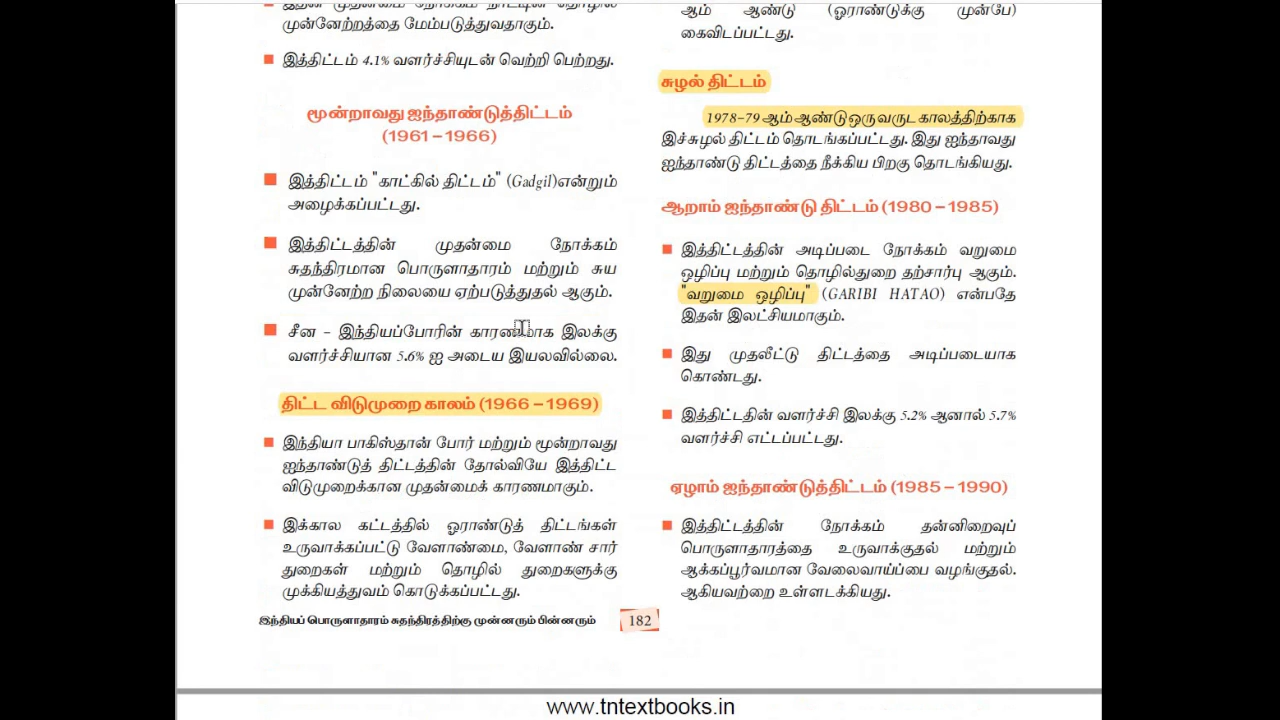 இதன் முதன்மை நோக்கம் நாட்டின் தொழில்
முன்னேற்றத்தை மேம்படுத்துவதாகும்.
இத்திட்டம் 4.1% வளர்ச்சியுடன் வெற்றி பெற்றது.
மூன்றாவது ஐந்தாண்டுத்திட்டம்
(1961 – 1966)
இத்திட்டம் "காட்கில் திட்டம்" (Gadgil)என்றும்
அழைக்கப்பட்டது.
இத்திட்டத்தின் முதன்மை நோக்கம்
சுதந்திரமான பொருளாதாரம் மற்றும் சுய
முன்னேற்ற நிலையை ஏற்படுத்துதல் ஆகும்.
சீன – இந்தியப்போரின் காரணமாக இலக்கு
வளர்ச்சியான 5.6% ஐ அடைய இயலவில்லை.
திட்ட விடுமுறை காலம் (1966 – 1969)
இந்தியா பாகிஸ்தான் போர் மற்றும் மூன்றாவது
ஐந்தாண்டுத் திட்டத்தின் தோல்வியே இத்திட்ட
விடுமுறைக்கான முதன்மைக் காரணமாகும்.
இக்கால கட்டத்தில் ஓராண்டுத் திட்டங்கள்
உருவாக்கப்பட்டு வேளாண்மை, வேளாண் சார்
துறைகள் மற்றும் தொழில் துறைகளுக்கு
முக்கியத்துவம் கொடுக்கப்பட்டது.
ஆம் ஆண்டு (ஓராண்டுக்கு முன்பே)
கைவிடப்பட்டது.
சுழல் திட்டம்
1978–79 ஆம் ஆண்டு ஒரு வருட காலத்திற்காக
இச்சுழல் திட்டம் தொடங்கப்பட்டது. இது ஐந்தாவது
ஐந்தாண்டு திட்டத்தை நீக்கிய பிறகு தொடங்கியது.
ஆறாம் ஐந்தாண்டு திட்டம் (1980 – 1985)
இத்திட்டத்தின் அடிப்படை நோக்கம் வறுமை
ஒழிப்பு மற்றும் தொழில்துறை தற்சார்பு ஆகும்.
"வறுமை ஒழிப்பு" (GARIBI HATAO) என்பதே
இதன் இலட்சியமாகும்.
இது முதலீட்டு திட்டத்தை அடிப்படையாக
கொண்டது.
இத்திட்டதின் வளர்ச்சி இலக்கு 5.2% ஆனால் 5.7%
வளர்ச்சி எட்டப்பட்டது.
ஏழாம் ஐந்தாண்டுத்திட்டம் (1985 – 1990)
இத்திட்டத்தின் நோக்கம் தன்னிறைவுப்
பொருளாதாரத்தை உருவாக்குதல் மற்றும்
ஆக்கப்பூர்வமான வேலைவாய்ப்பை வழங்குதல்.
ஆகியவற்றை உள்ளடக்கியது.
இந்தியப் பொருளாதாரம் சுதந்திரத்திற்கு முன்னரும் பின்னரும்
182
www.tntextbooks.in